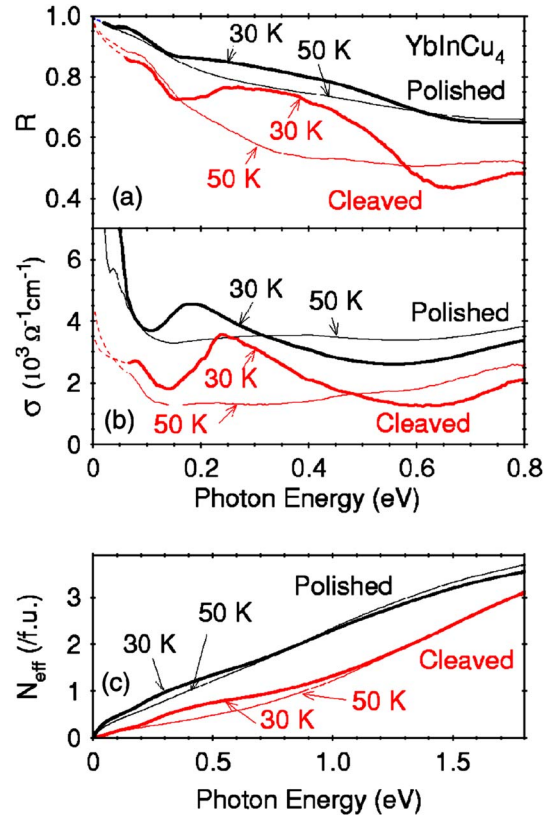 YbInCu4
1.0
0.8
0.6
0.4
R
30 K
50 K
Polished
30 K
50 K
Cleaved
(a)
6
4
2
0
σ (10³ Ω⁻¹cm⁻¹)
30 K
50 K
Polished
30 K
50 K
Cleaved
(b)
0 0.2 0.4 0.6 0.8
Photon Energy (eV)
3
2
1
0
Neff (/f.u.)
Polished
50 K
30 K
Cleaved
50 K
30 K
(c)
0 0.5 1.0 1.5
Photon Energy (eV)